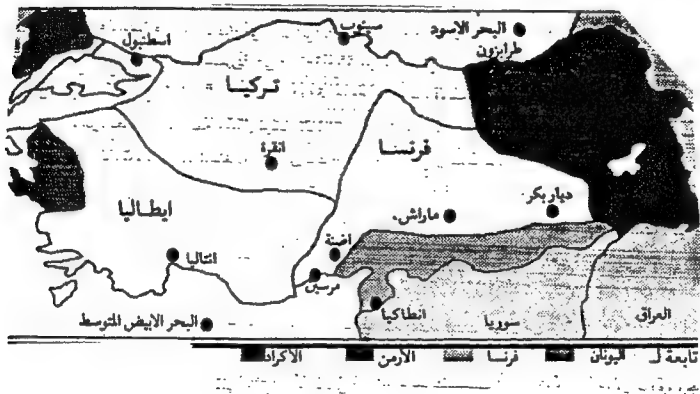 البحر الاسود
سينوب
طرابزون
اسطنبول
تركيا
انقرة
فرنسا
ديار بكر
ماراش
ايطاليا
اضنة
انتاليا
مرسين
انطاكيا
سوريا
العراق
البحر الابيض المتوسط
تابعة لـ اليونان فرنسا الأرمن الأكراد